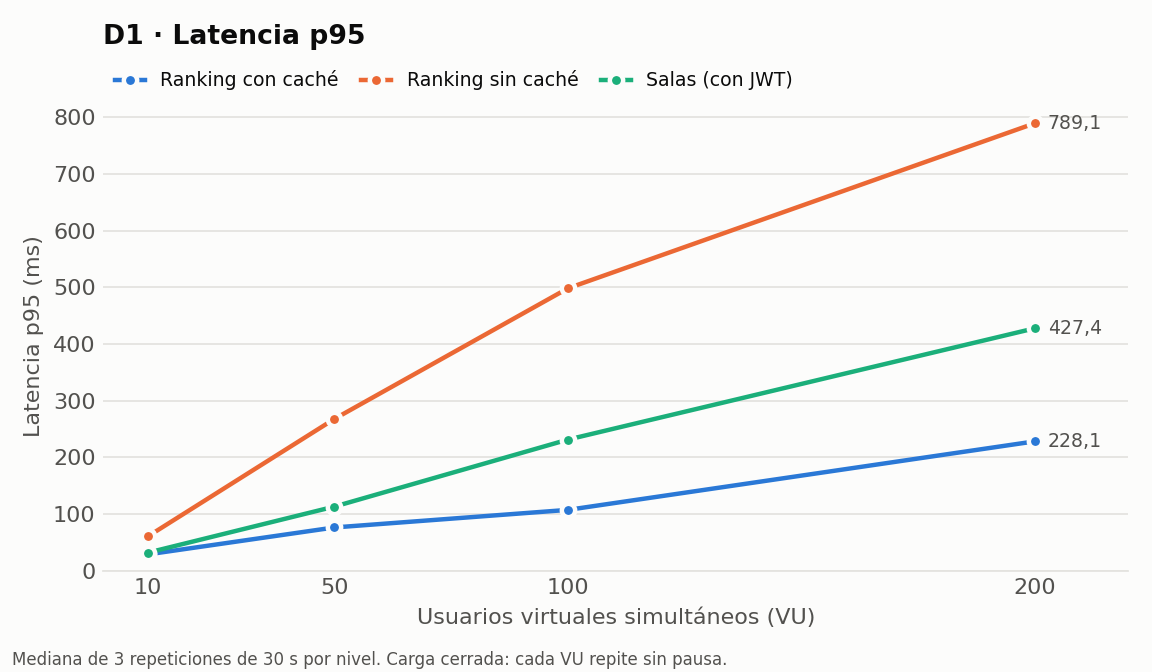 D1 · Latencia p95
Ranking con caché Ranking sin caché Salas (con JWT)
800
700
600
500
400
300
200
100
0
Latencia p95 (ms)
789,1
427,4
228,1
10 50 100 200
Usuarios virtuales simultáneos (VU)
Mediana de 3 repeticiones de 30 s por nivel. Carga cerrada: cada VU repite sin pausa.